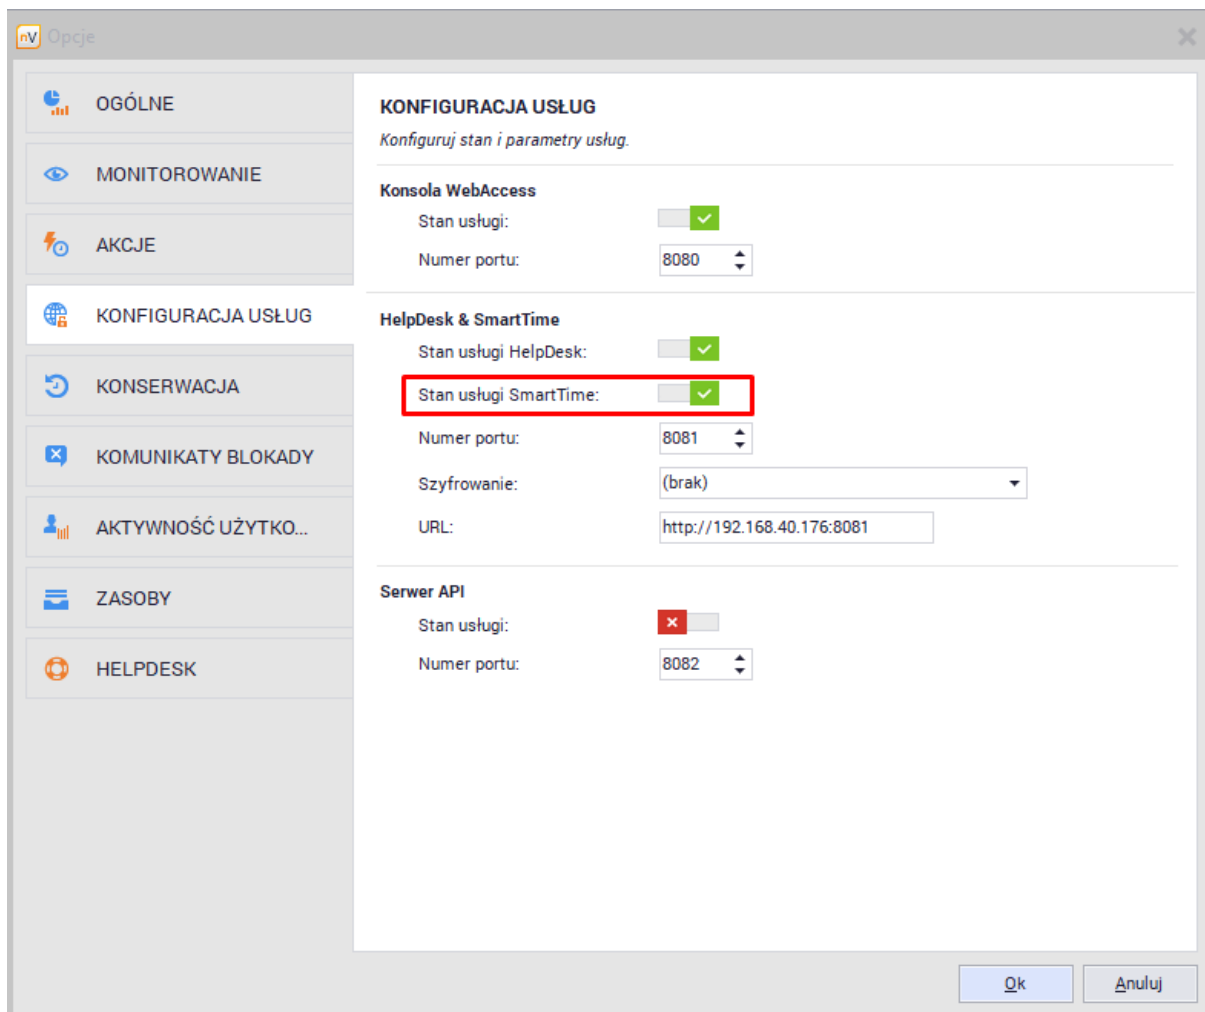 nV Opcje
OGÓLNE
MONITOROWANIE
AKCJE
KONFIGURACJA USŁUG
KONSERWACJA
KOMUNIKATY BLOKADY
AKTYWNOŚĆ UŻYTKO...
ZASOBY
HELPDESK
KONFIGURACJA USŁUG
Konfiguruj stan i parametry usług.
Konsola WebAccess
Stan usługi:
Numer portu: 8080
HelpDesk & SmartTime
Stan usługi HelpDesk:
Stan usługi SmartTime:
Numer portu: 8081
Szyfrowanie: (brak)
URL: http://192.168.40.176:8081
Serwer API
Stan usługi:
Numer portu: 8082
Ok Anuluj